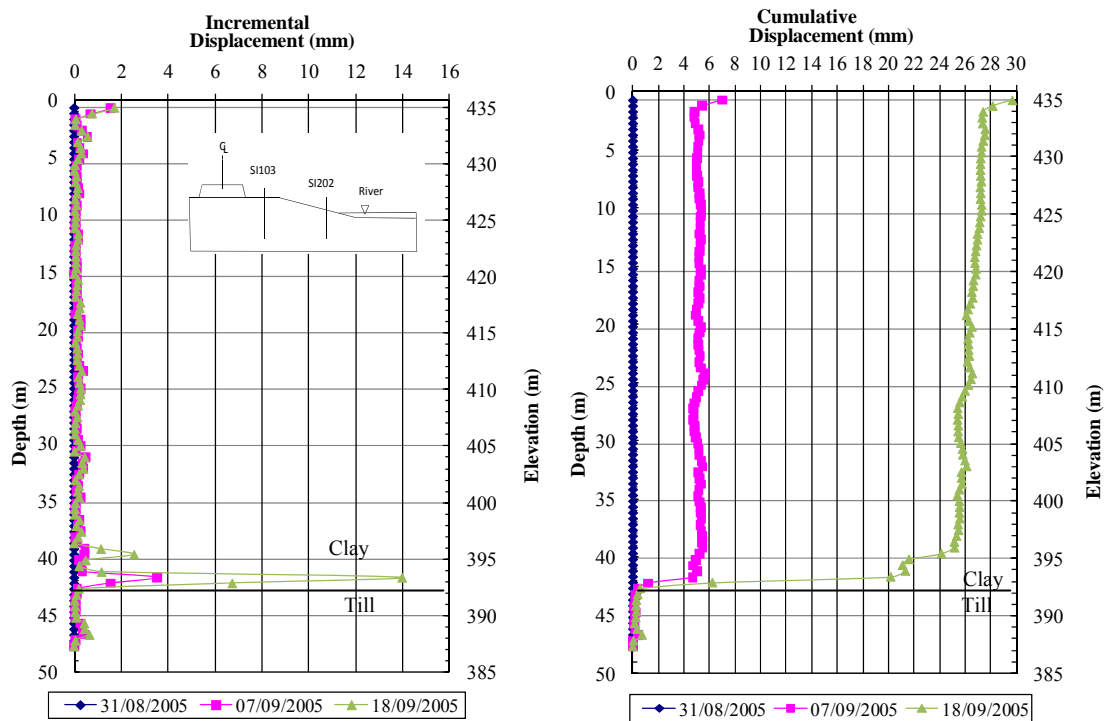 Incremental
Displacement (mm)
0 2 4 6 8 10 12 14 16
0
5
10
15
20
25
30
35
40
45
50
Depth (m)
435
430
425
420
415
410
405
400
395
390
385
Elevation (m)
℄
SI103
SI202
River
Clay
Till
31/08/2005 07/09/2005 18/09/2005
Cumulative
Displacement (mm)
0 2 4 6 8 10 12 14 16 18 20 22 24 26 28 30
0
5
10
15
20
25
30
35
40
45
50
Depth (m)
435
430
425
420
415
410
405
400
395
390
385
Elevation (m)
Clay
Till
31/08/2005 07/09/2005 18/09/2005